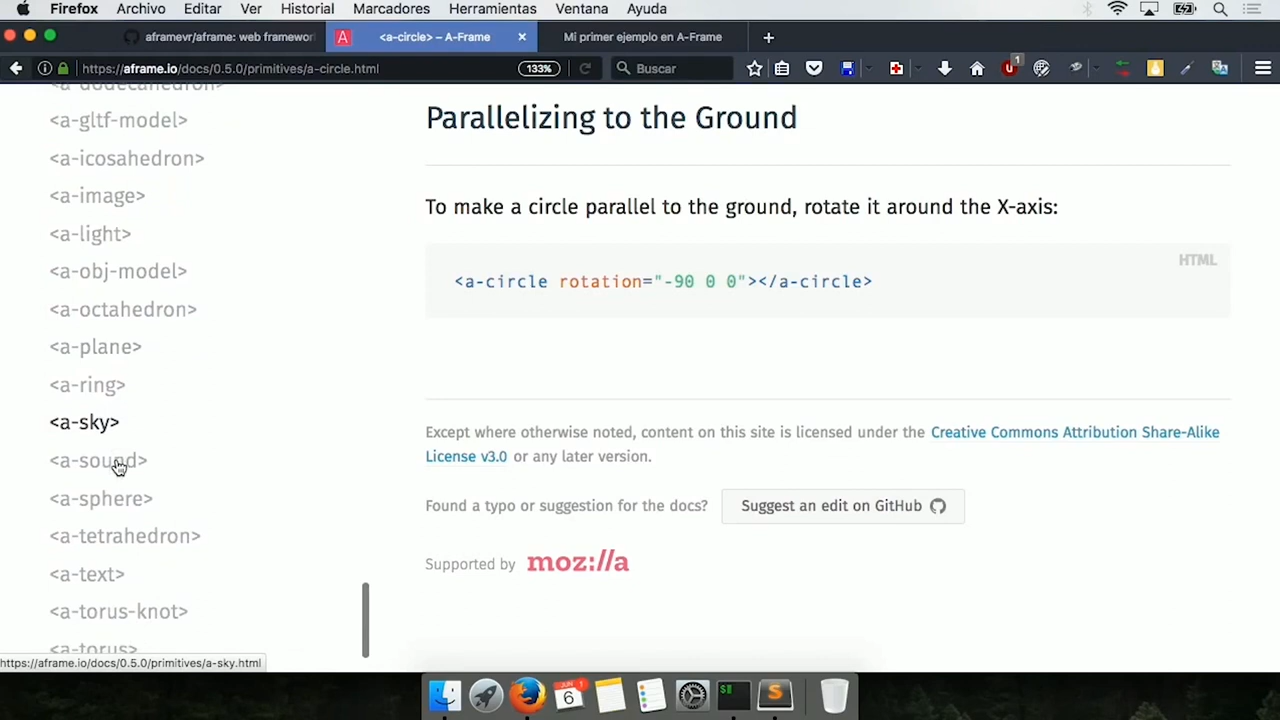 Firefox Archivo Editar Ver Historial Marcadores Herramientas Ventana Ayuda
aframevr/aframe: web framewor
<a-circle> – A-Frame
Mi primer ejemplo en A-Frame
https://aframe.io/docs/0.5.0/primitives/a-circle.html
133%
Buscar
1
<a-dodecahedron>
<a-gltf-model>
<a-icosahedron>
<a-image>
<a-light>
<a-obj-model>
<a-octahedron>
<a-plane>
<a-ring>
<a-sky>
<a-sound>
<a-sphere>
<a-tetrahedron>
<a-text>
<a-torus-knot>
<a-torus>
https://aframe.io/docs/0.5.0/primitives/a-sky.html
Parallelizing to the Ground
To make a circle parallel to the ground, rotate it around the X-axis:
HTML
<a-circle rotation="-90 0 0"></a-circle>
Except where otherwise noted, content on this site is licensed under the Creative Commons Attribution Share-Alike
License v3.0 or any later version.
Found a typo or suggestion for the docs? Suggest an edit on GitHub
Supported by moz://a
JUN
6
1
$
S